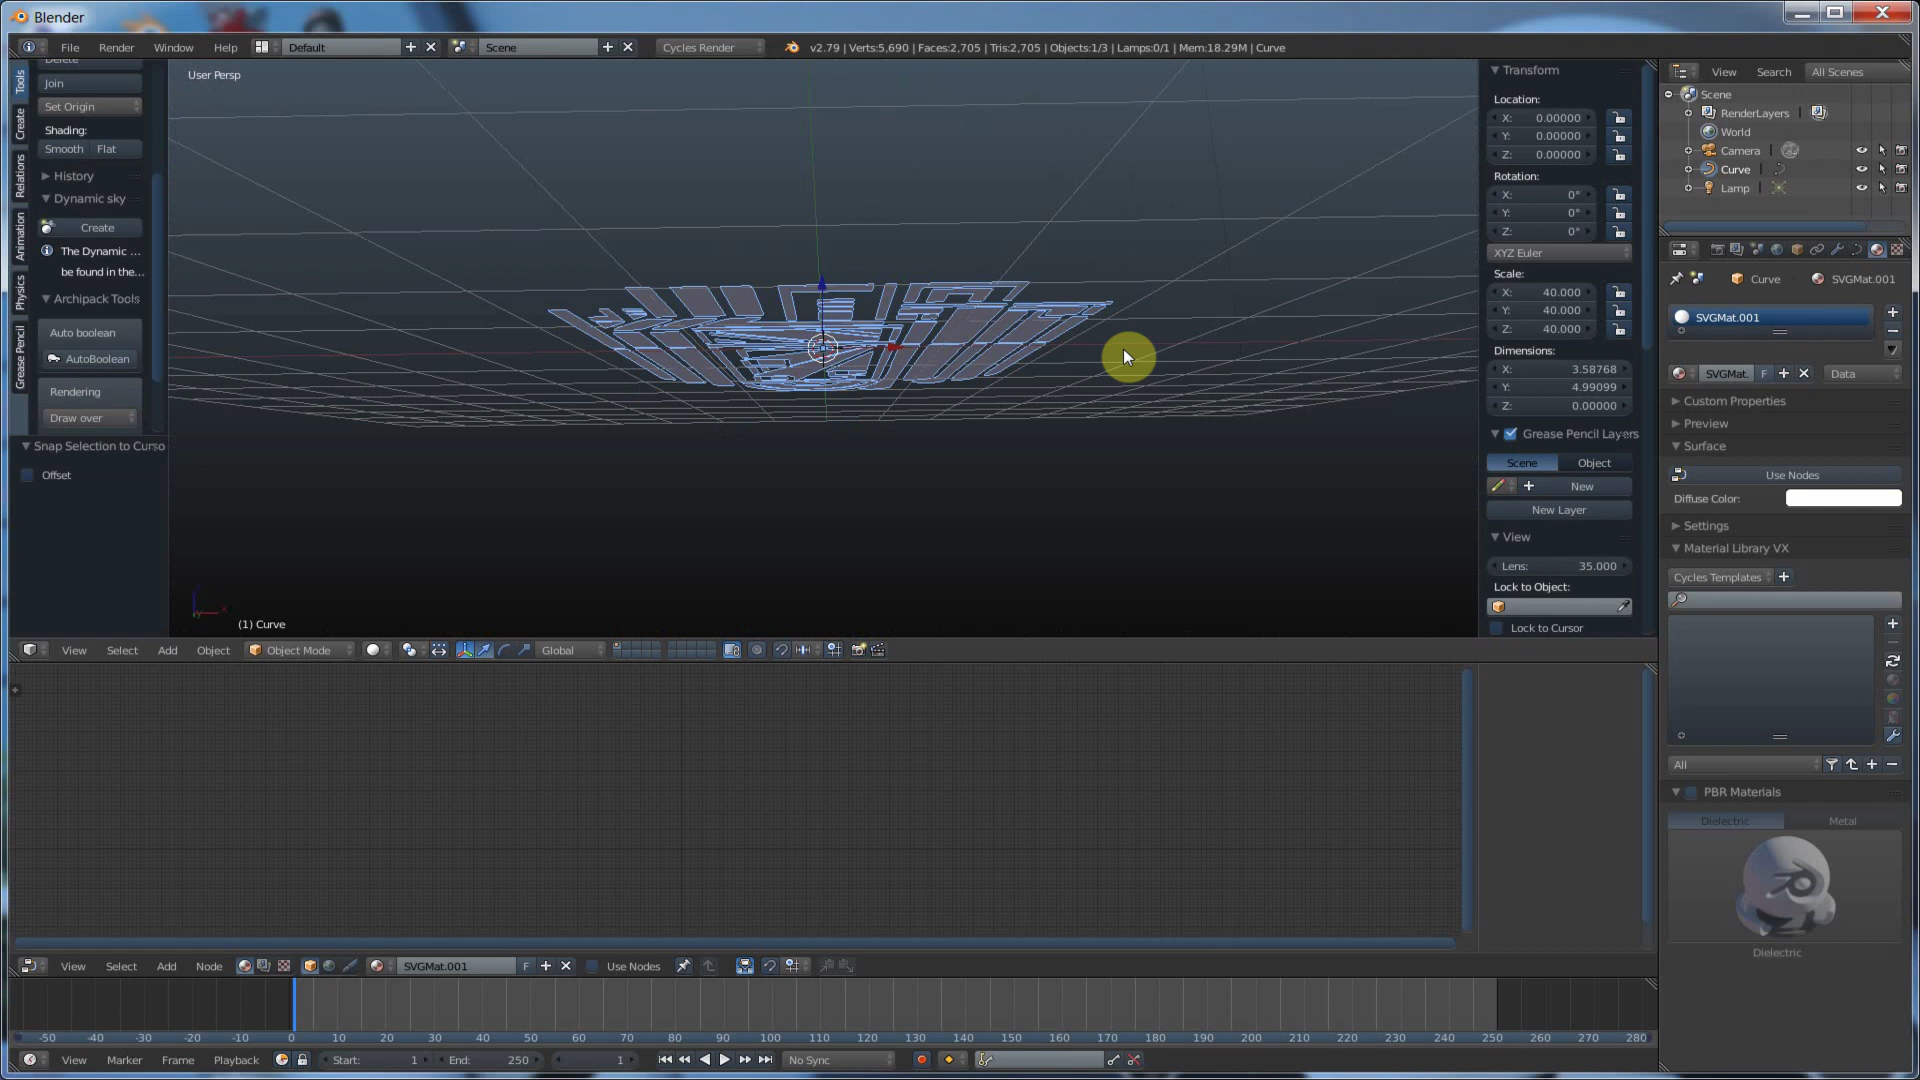 Blender
File Render Window Help Default Scene Cycles Render v2.79 | Verts:5,690 | Faces:2,705 | Tris:2,705 | Objects:1/3 | Lamps:0/1 | Mem:18.29M | Curve
Tools
Create
Relations
Animation
Physics
Grease Pencil
Delete
Join
Set Origin
Shading:
Smooth Flat
History
Dynamic sky
Create
The Dynamic ...
be found in the...
Archipack Tools
Auto boolean
AutoBoolean
Rendering
Draw over
Snap Selection to Curso
Offset
User Persp
(1) Curve
Transform
Location:
X: 0.00000
Y: 0.00000
Z: 0.00000
Rotation:
X: 0°
Y: 0°
Z: 0°
XYZ Euler
Scale:
X: 40.000
Y: 40.000
Z: 40.000
Dimensions:
X: 3.58768
Y: 4.99099
Z: 0.00000
Grease Pencil Layers
Scene Object
New
New Layer
View
Lens: 35.000
Lock to Object:
Lock to Cursor
View Search All Scenes
Scene
RenderLayers
World
Camera
Curve
Lamp
Curve SVGMat.001
SVGMat.001
SVGMat. F Data
Custom Properties
Preview
Surface
Use Nodes
Diffuse Color:
Settings
Material Library VX
Cycles Templates
All
PBR Materials
Dielectric Metal
Dielectric
View Select Add Object Object Mode Global
View Select Add Node SVGMat.001 F Use Nodes
-50 -40 -30 -20 -10 0 10 20 30 40 50 60 70 80 90 100 110 120 130 140 150 160 170 180 190 200 210 220 230 240 250 260 270 280
View Marker Frame Playback Start: 1 End: 250 1 No Sync